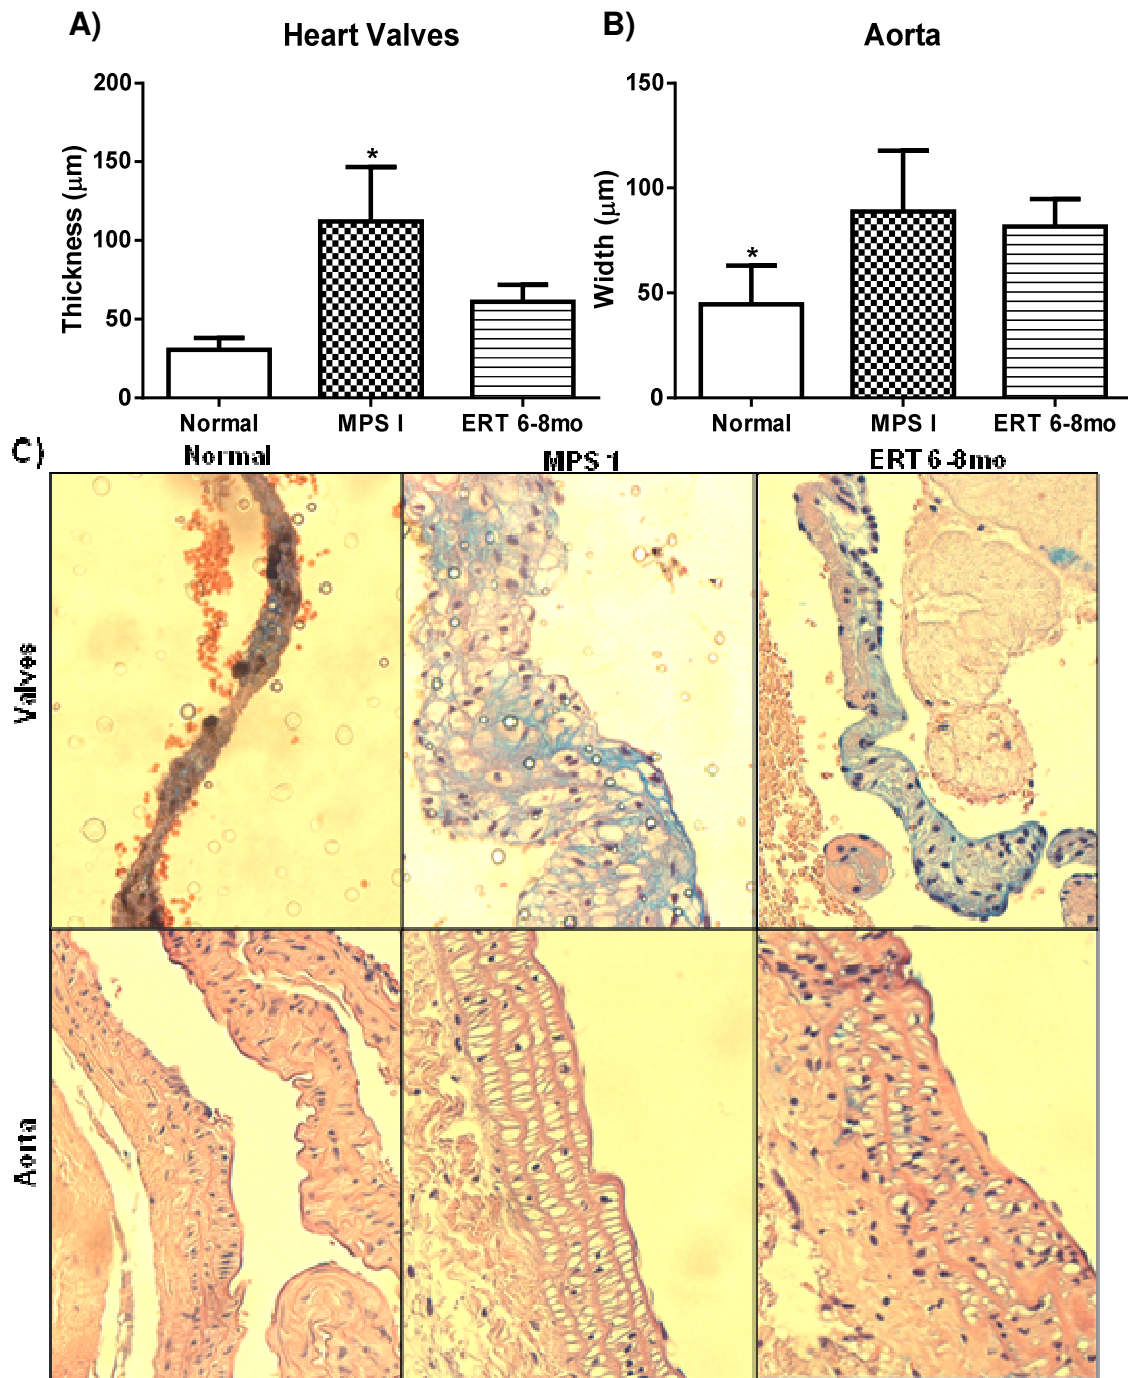 A)
Heart Valves
Thickness (μm)
200
150
100
50
0
*
Normal
MPS I
ERT 6-8mo
B)
Aorta
Width (μm)
150
100
50
0
*
Normal
MPS I
ERT 6-8mo
C)
Normal
MPS 1
ERT 6-8mo
Valves
Aorta